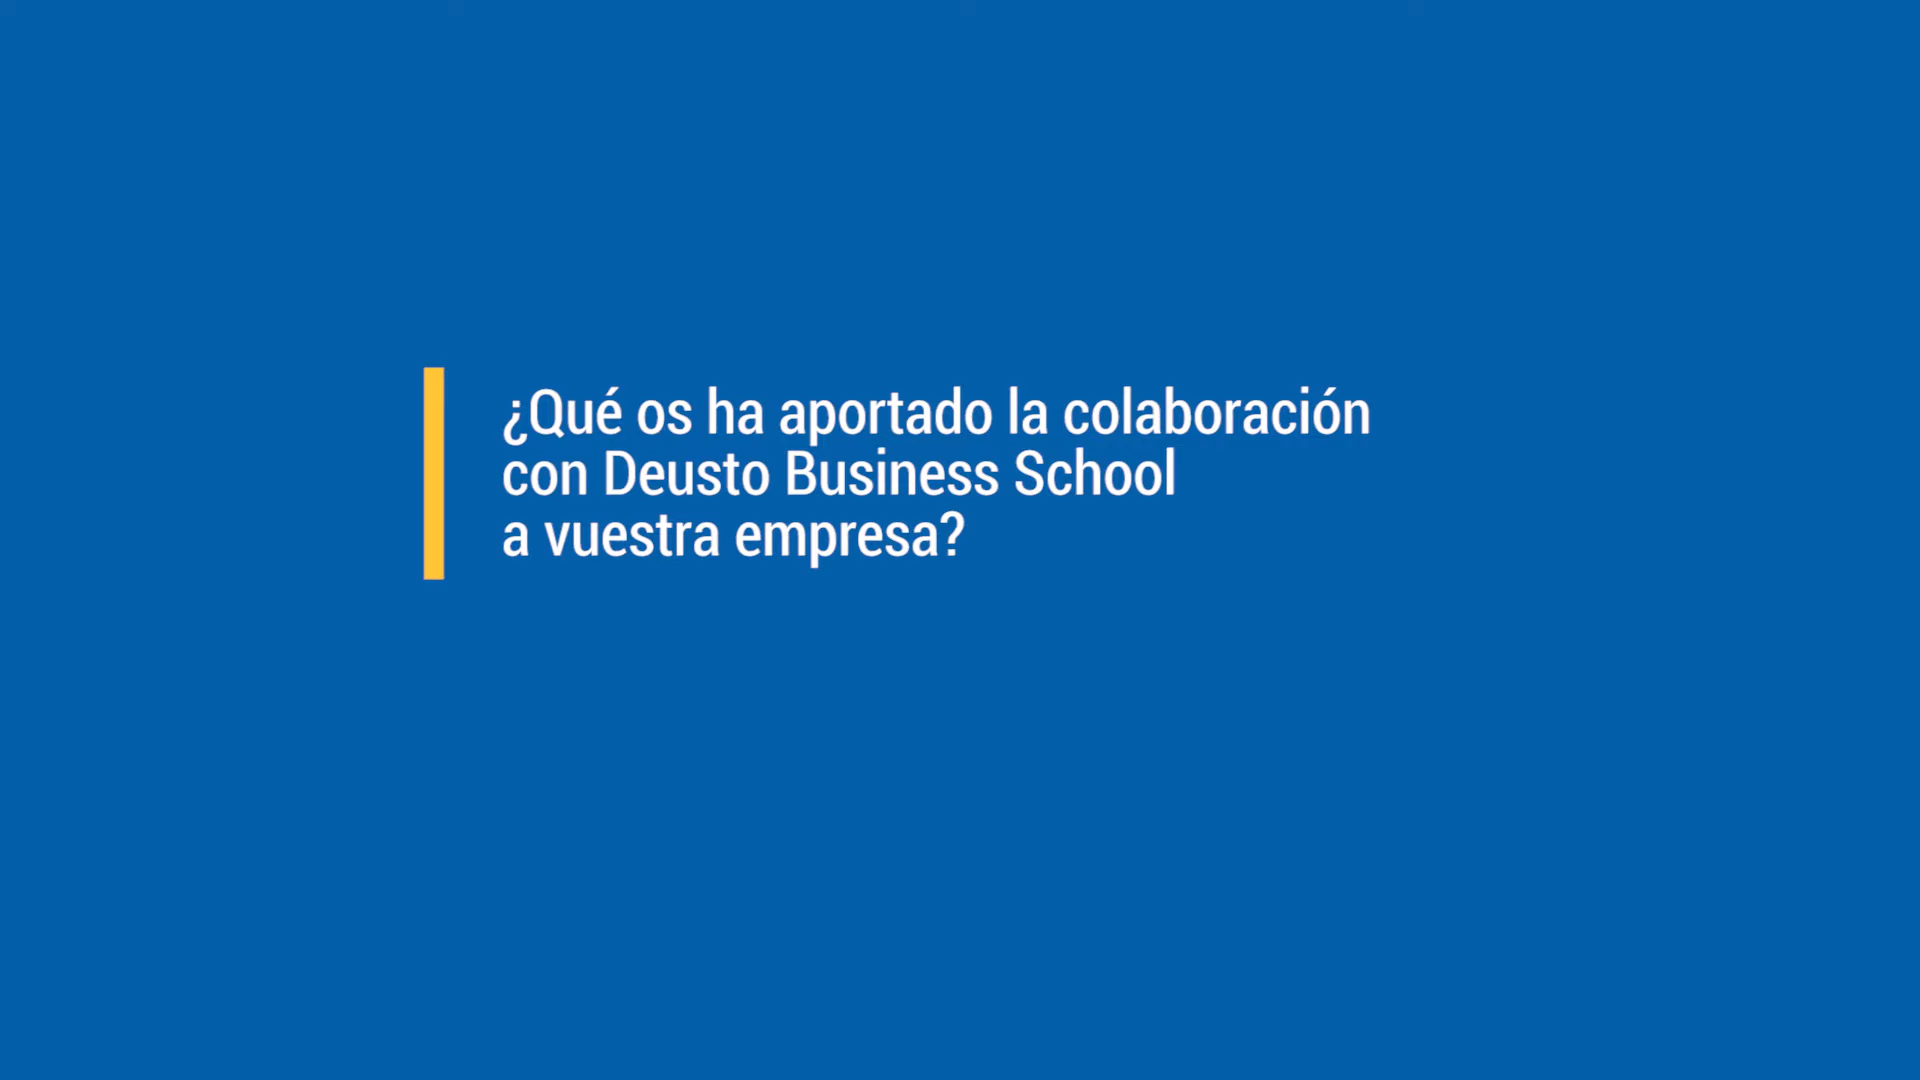 ¿Qué os ha aportado la colaboración
con Deusto Business School
a vuestra empresa?